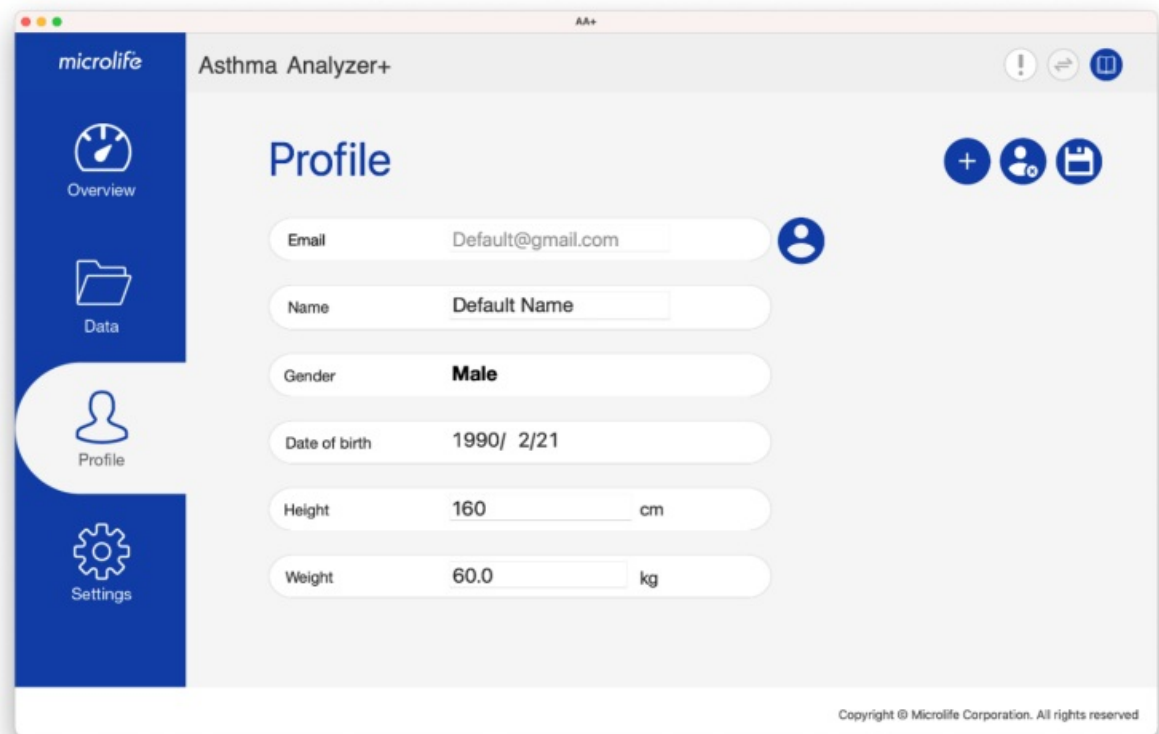 AA+
microlife
Asthma Analyzer+
Overview
Data
Profile
Settings
Profile
Email Default@gmail.com
Name Default Name
Gender Male
Date of birth 1990/ 2/21
Height 160 cm
Weight 60.0 kg
Copyright © Microlife Corporation. All rights reserved